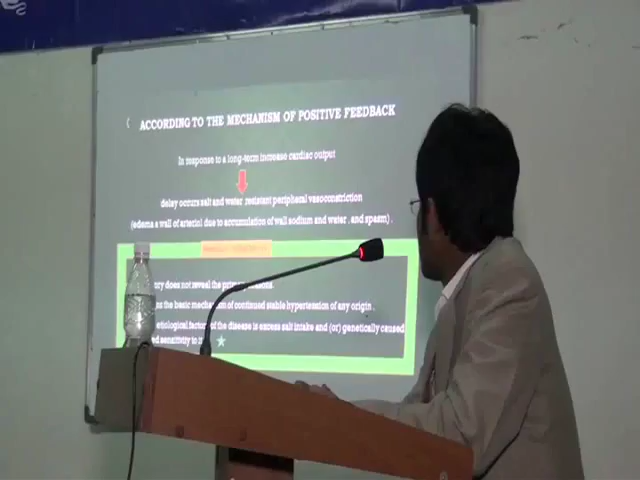 ACCORDING TO THE MECHANISM OF POSITIVE FEEDBACK
In response to a long-term increase cardiac output
delay occurs salt and water resistant peripheral vasoconstriction
(edema a wall of arteriol due to accumulation of wall sodium and water , and spasm) .
ry does not reveal the
ns the basic mechanism of continued stable hypertension of any origin .
etiological factor of the disease is excess salt intake and (or) genetically caused
ed sensitivity to